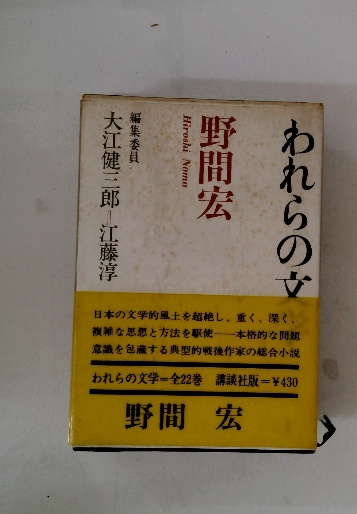 われらの文
野間宏
Hiroshi Noma
編集委員
大江健三郎=江藤淳
日本の文学的風土を超絶し、重く、深く、
複雑な思想と方法を駆使――本格的な問題
意識を包蔵する典型的戦後作家の総合小説
われらの文学=全22巻 講談社版=¥430
野間 宏